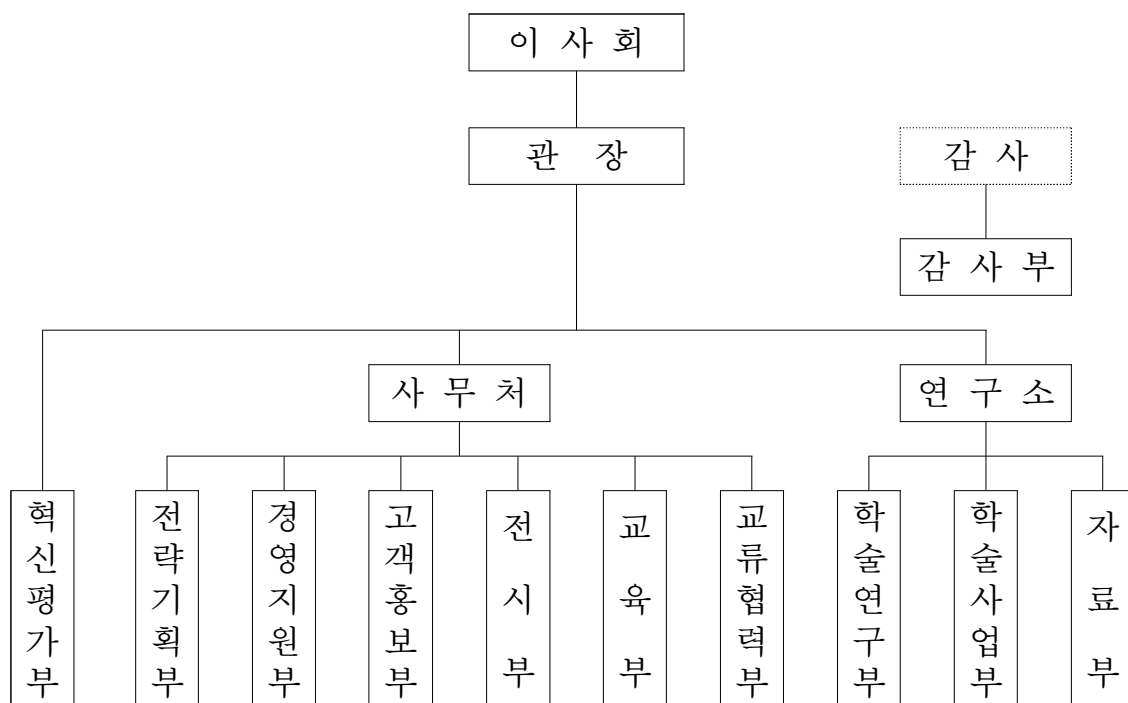 이 사 회
관 장
감 사
감 사 부
사 무 처
연 구 소
혁신평가부
전략기획부
경영지원부
고객홍보부
전 시 부
교 육 부
교류협력부
학술연구부
학술사업부
자 료 부